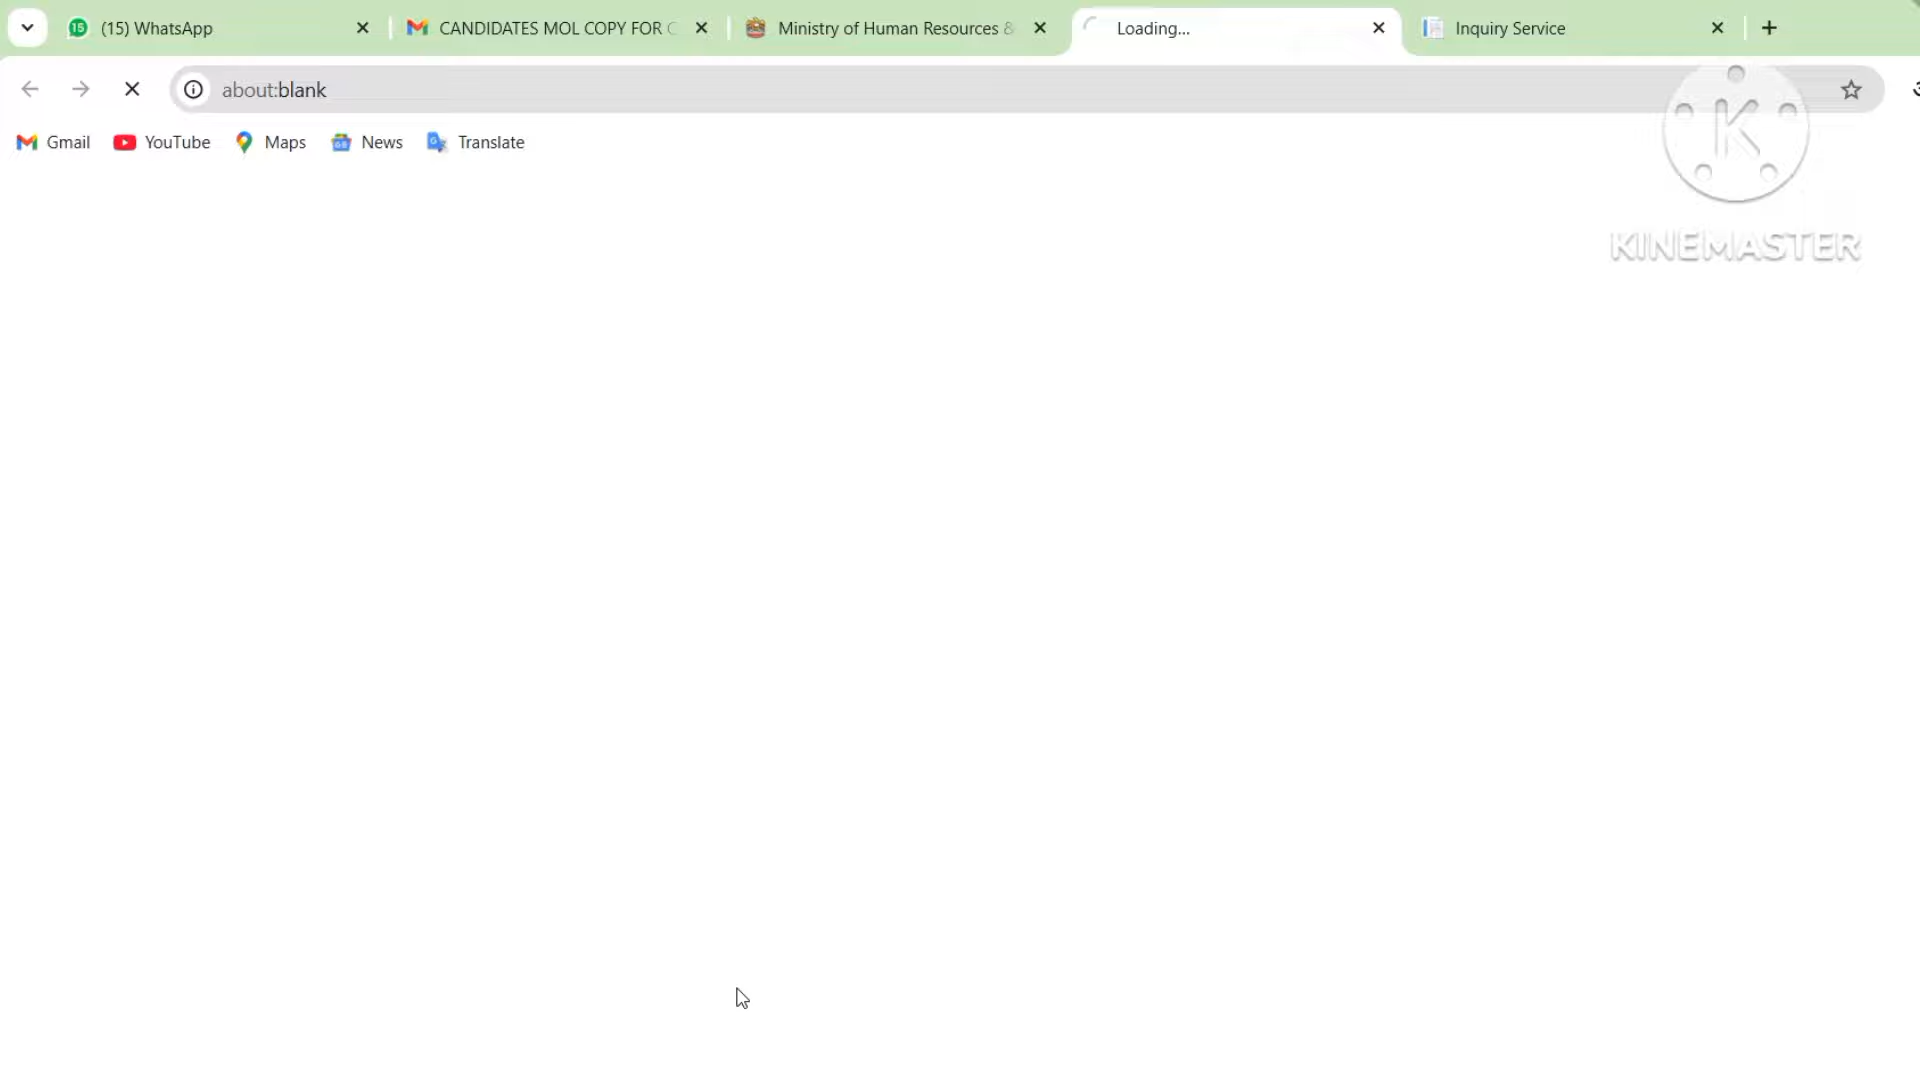 15 (15) WhatsApp
CANDIDATES MOL COPY FOR
Ministry of Human Resources &
Loading...
Inquiry Service
about:blank
Gmail
YouTube
Maps
News
Translate
K
KINEMASTER